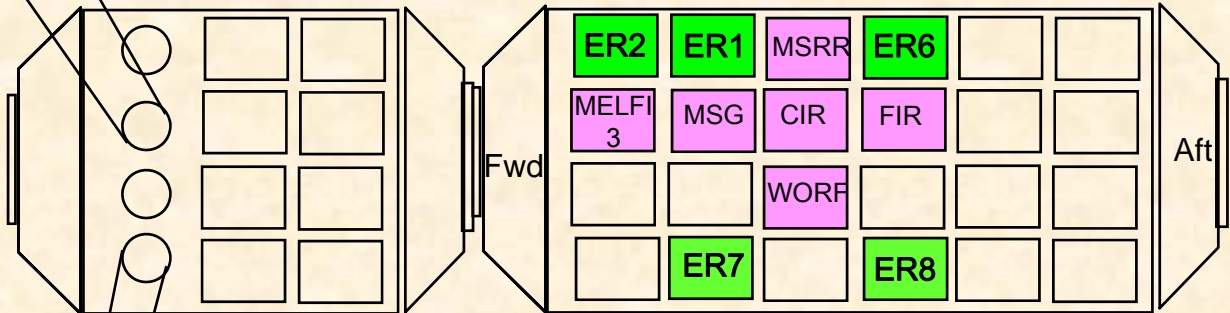 ER2 ER1 MSRR ER6
MELFI
3 MSG CIR FIR
Fwd Aft
WORF
ER7 ER8